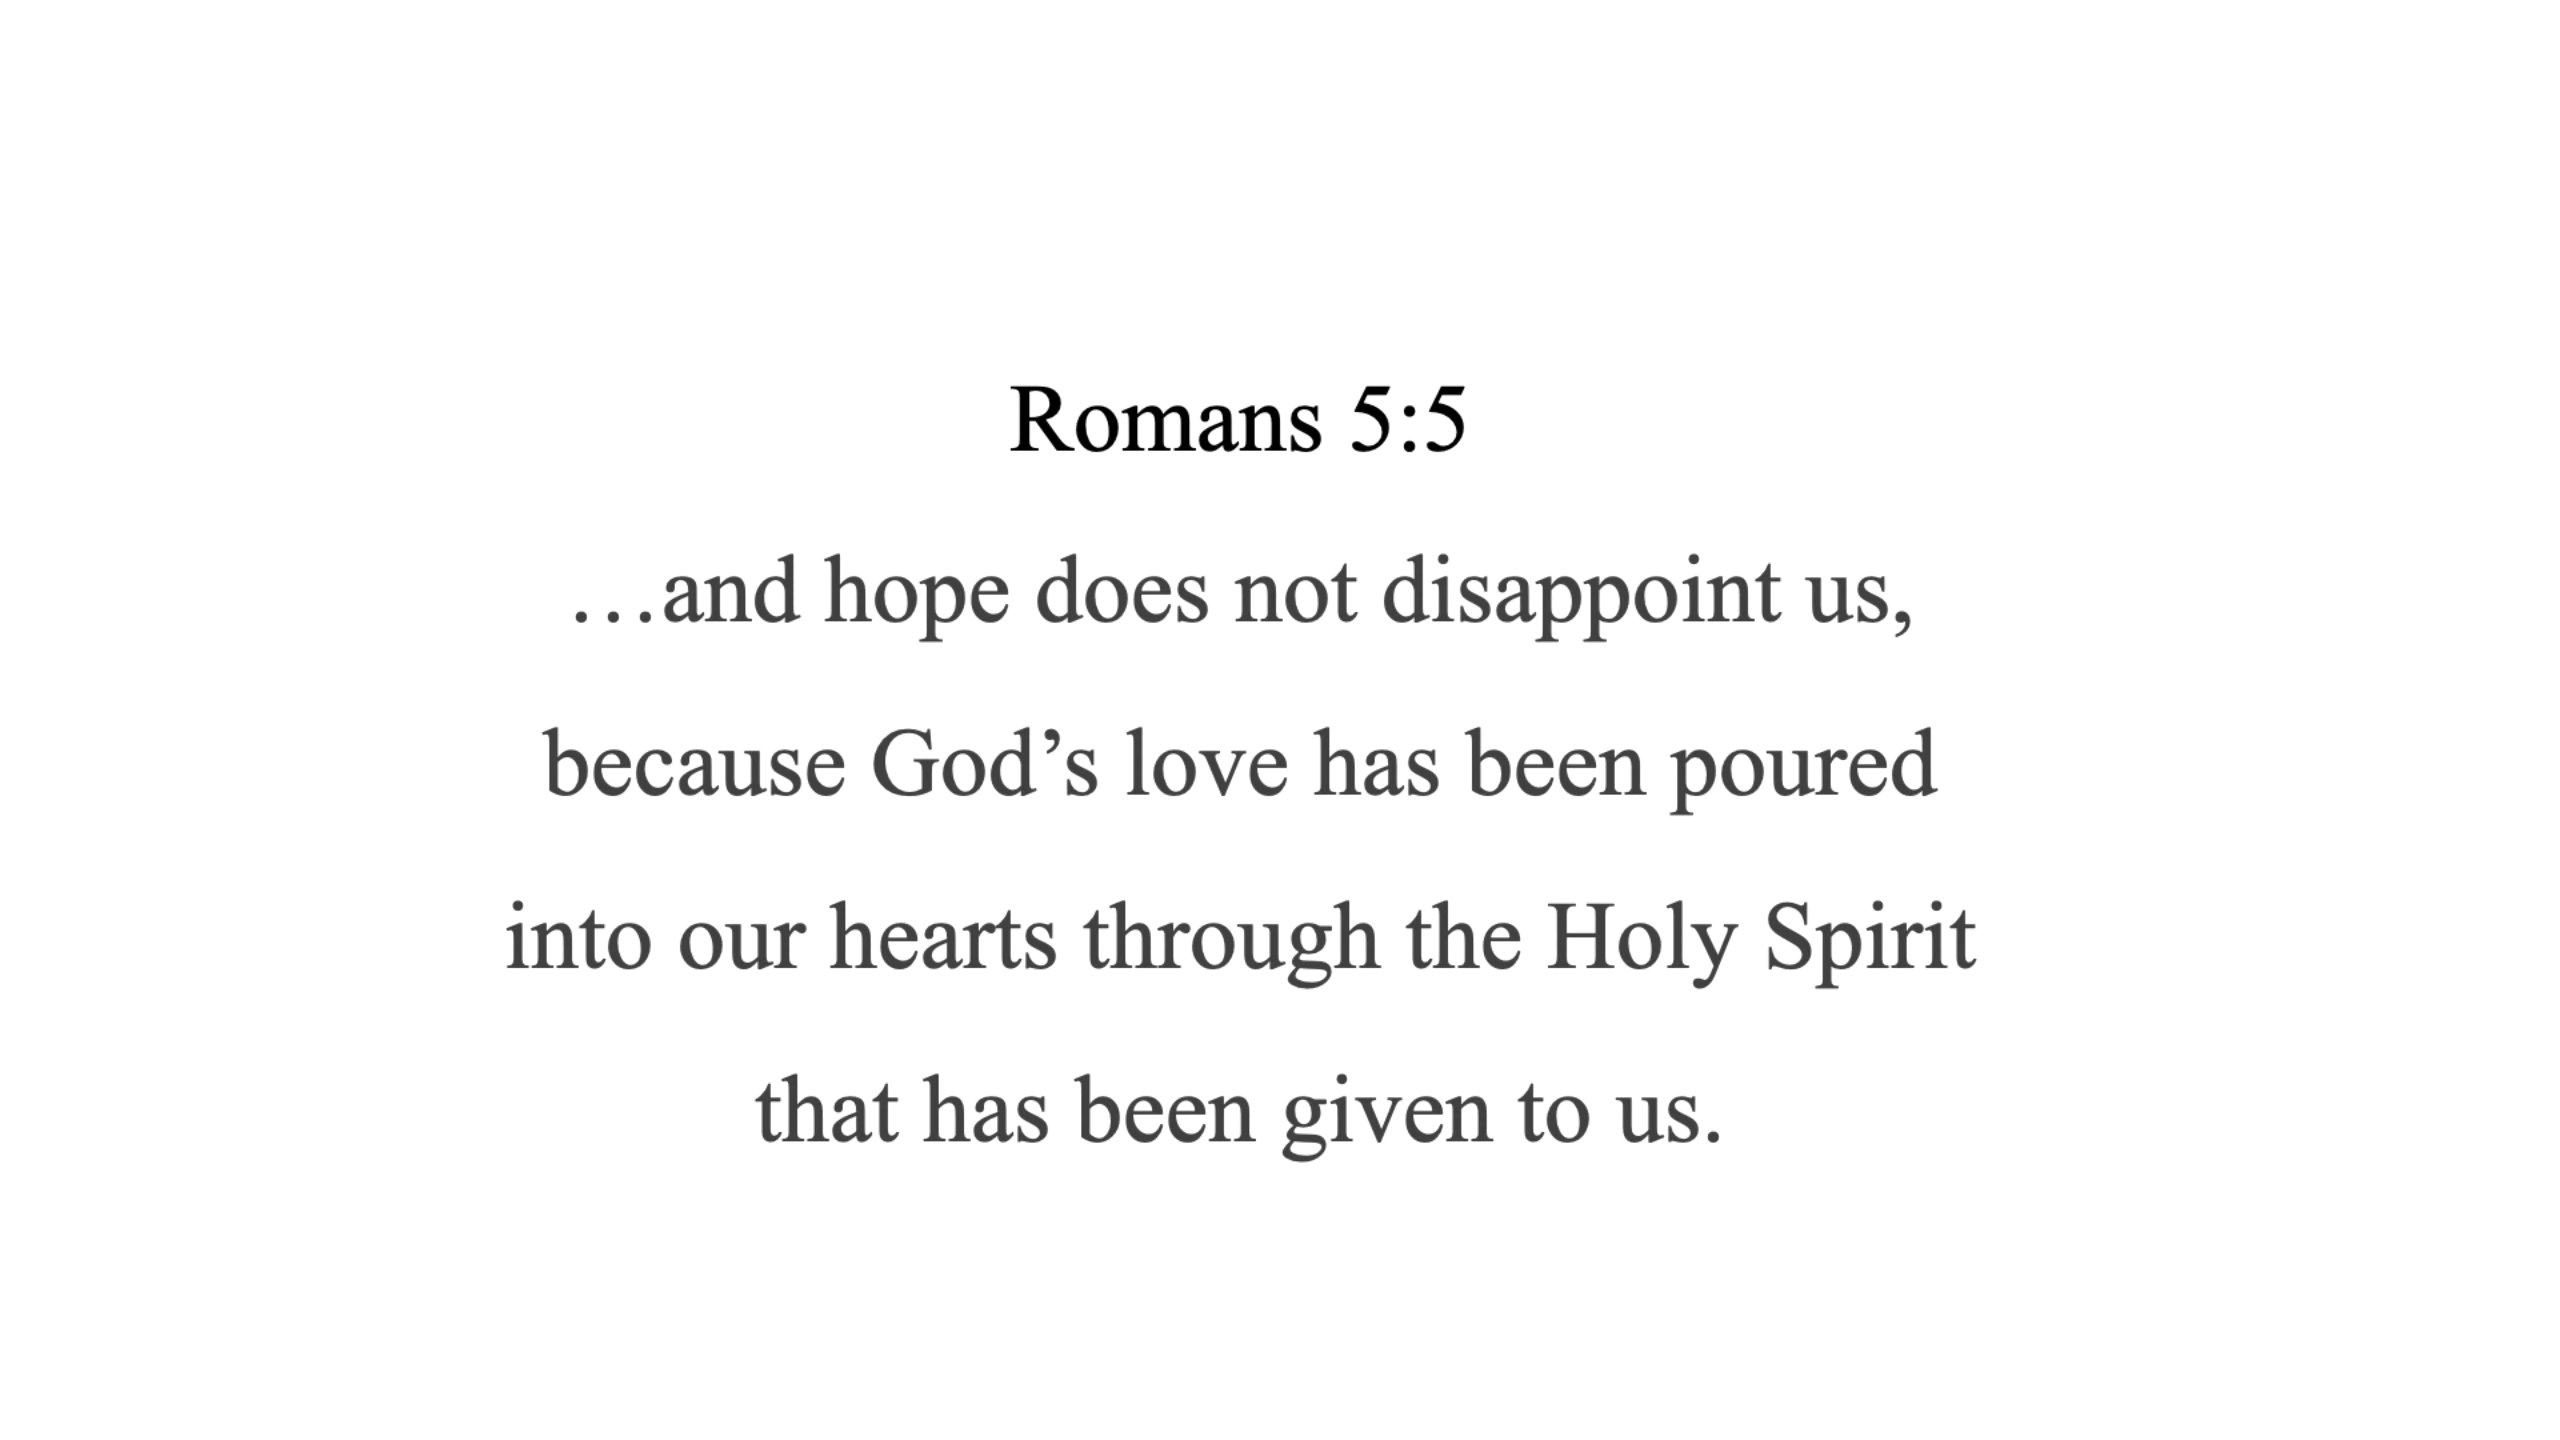 Romans 5:5
…and hope does not disappoint us,
because God’s love has been poured
into our hearts through the Holy Spirit
that has been given to us.